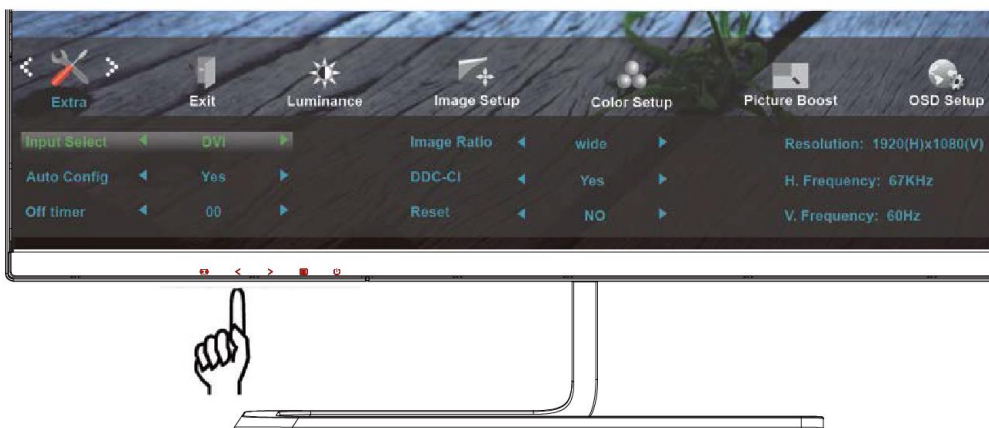 Extra Exit Luminance Image Setup Color Setup Picture Boost OSD Setup
Input Select DVI Image Ratio wide Resolution: 1920(H)x1080(V)
Auto Config Yes DDC-CI Yes H. Frequency: 67KHz
Off timer 00 Reset NO V. Frequency: 60Hz